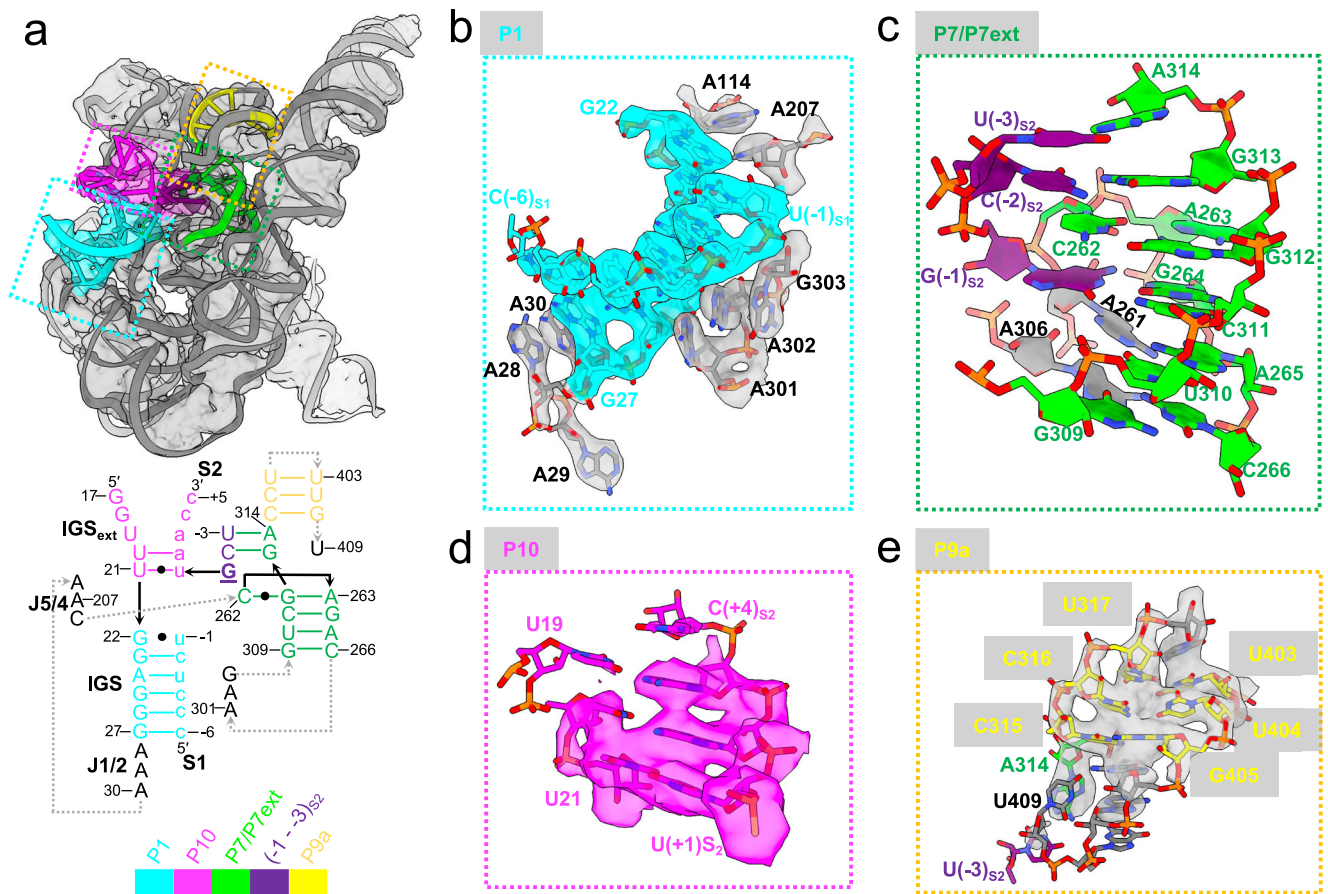 a
b P1
A114
A207
G22
C(-6)S1
U(-1)S1
A30
G303
A28
A302
A301
G27
A29
c P7/P7ext
A314
U(-3)S2
G313
C(-2)S2
A263
C262
G312
G(-1)S2
G264
A261
C311
A306
A265
U310
G309
C266
5′
S2
3′
17 G
G
C +5
C
IGSext
U
U
U
a
a
u
21
-3 U
C
G
314
A
G
U
C
C
U
U
G
403
U 409
A
A
C
J5/4
207
C
262
G
C
U
G
309
A
G
A
C
263
266
22 G
G
A
G
G
G
27
u
c
u
c
c
c
-1
-6
5′
IGS
S1
J1/2
A
A
A
30
G
A
A
301
P1
P10
P7/P7ext
(-1 - -3)S2
P9a
d P10
C(+4)S2
U19
U21
U(+1)S2
e P9a
U317
U403
C316
C315
U404
A314
G405
U409
U(-3)S2